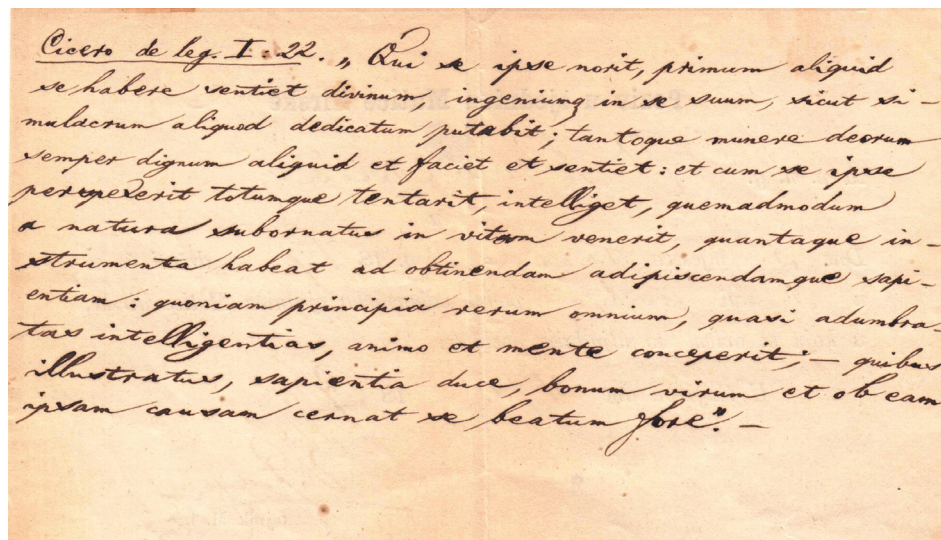 Cicero de leg. I. 22. „Qui se ipse norit, primum aliquid
se habere sentiet divinum, ingeniumq in se suum, sicut si-
mulacrum aliquod dedicatum putabit; tantoque munere deorum
semper dignum aliquid et faciet et sentiet: et cum se ipse
perspexerit totumque tentarit, intelliget, quemadmodum
a natura subornatus in vitam venerit, quantaque in-
strumenta habeat ad obtinendam adipiscendamque sapi-
entiam: quoniam principia rerum omnium, quasi adumbra-
tas intelligentias, animo et mente conceperit; — quibus
illustratus, sapientia duce, bonum virum et ob eam
ipsam causam cernat se beatum fore." —